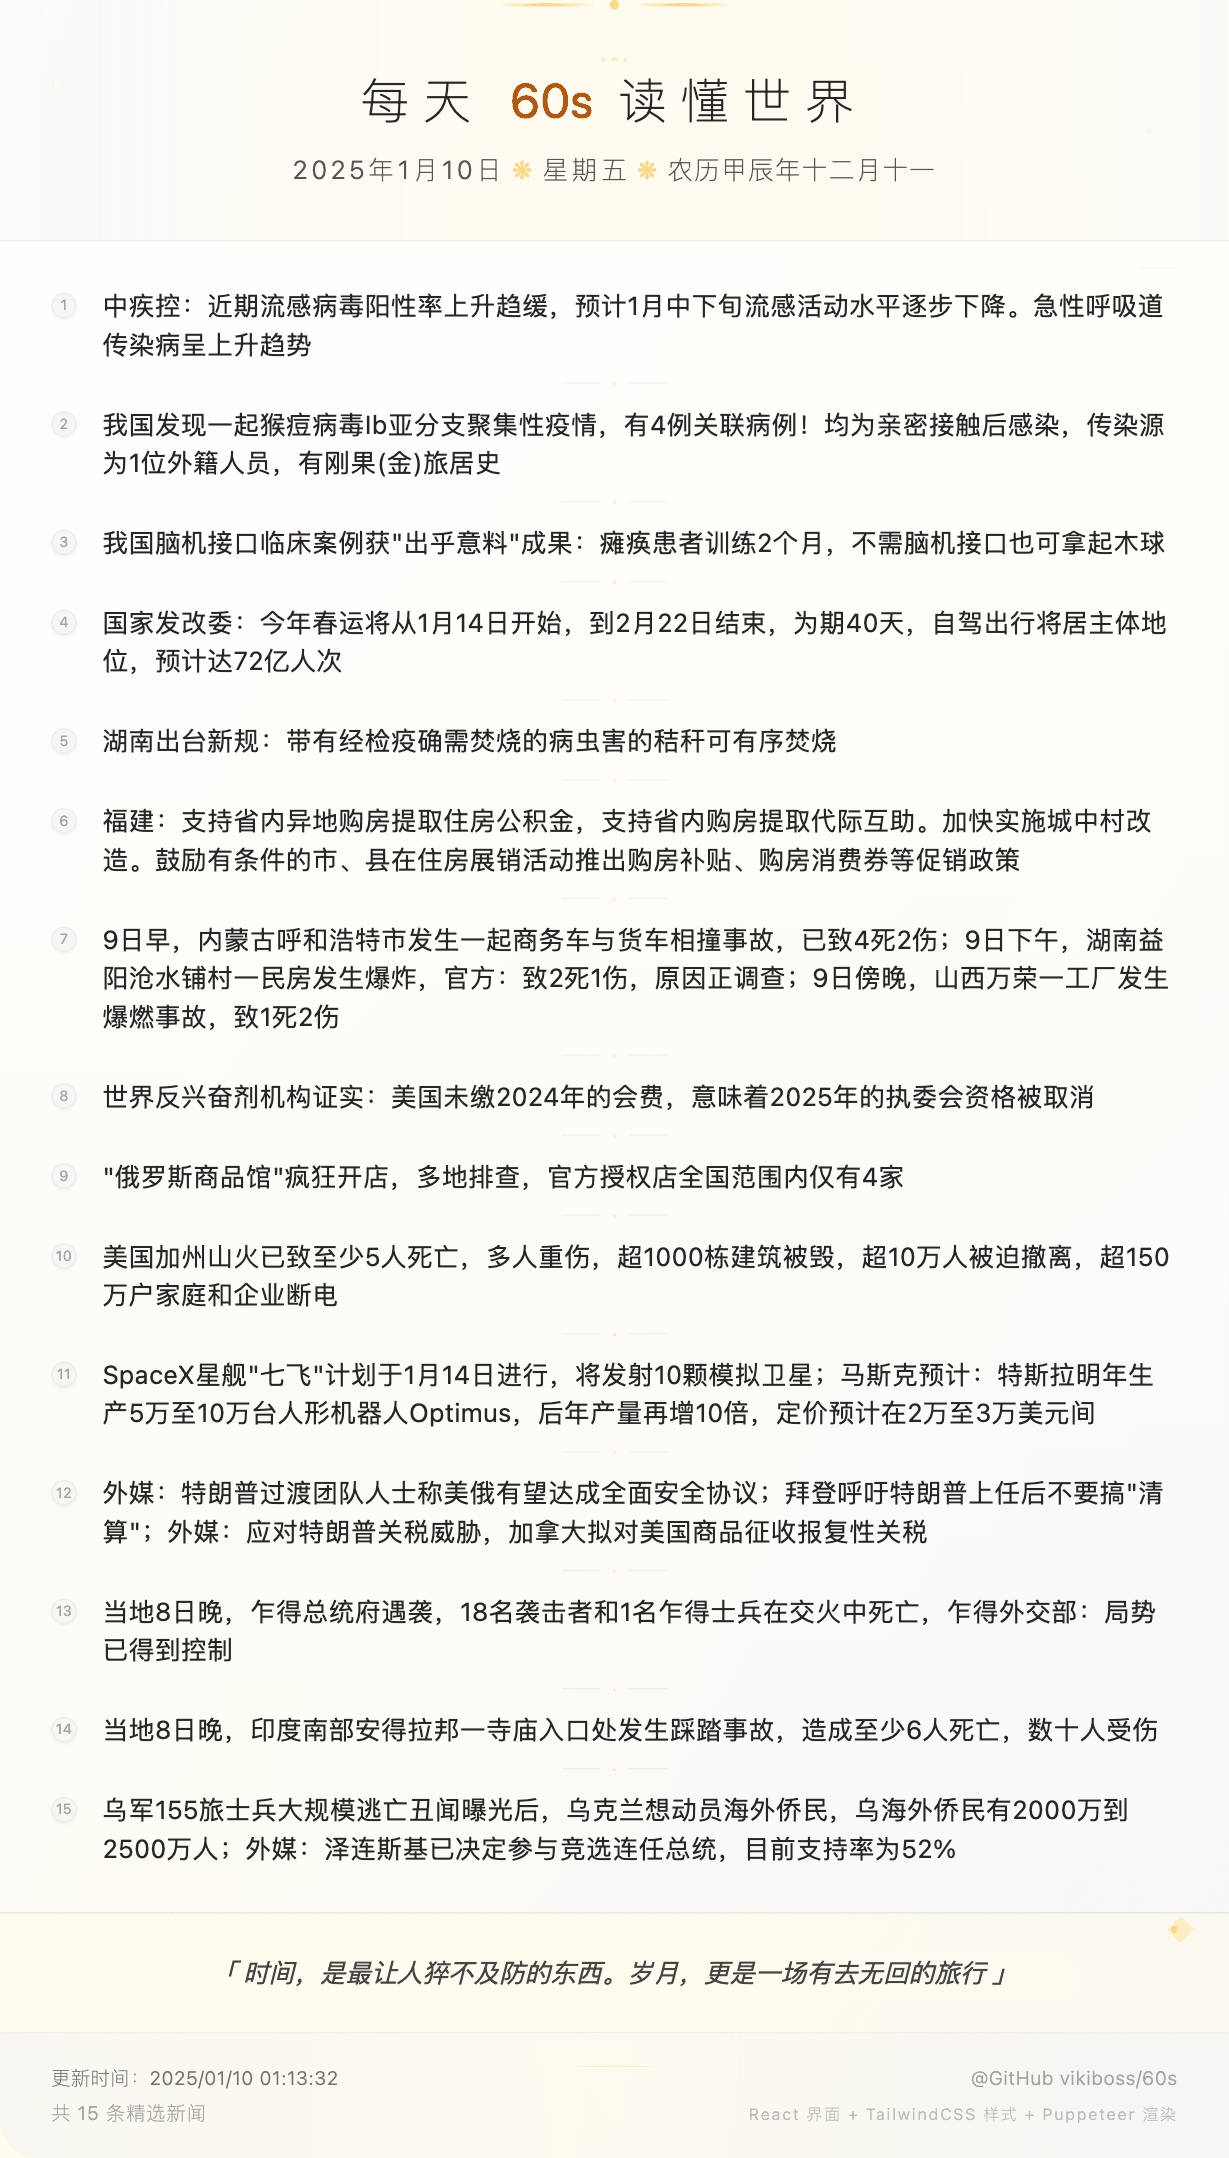 每天 60s 读懂世界
2025年1月10日 ❋ 星期五 ❋ 农历甲辰年十二月十一
1
中疾控：近期流感病毒阳性率上升趋缓，预计1月中下旬流感活动水平逐步下降。急性呼吸道
传染病呈上升趋势
2
我国发现一起猴痘病毒Ib亚分支聚集性疫情，有4例关联病例！均为亲密接触后感染，传染源
为1位外籍人员，有刚果(金)旅居史
3
我国脑机接口临床案例获"出乎意料"成果：瘫痪患者训练2个月，不需脑机接口也可拿起木球
4
国家发改委：今年春运将从1月14日开始，到2月22日结束，为期40天，自驾出行将居主体地
位，预计达72亿人次
5
湖南出台新规：带有经检疫确需焚烧的病虫害的秸秆可有序焚烧
6
福建：支持省内异地购房提取住房公积金，支持省内购房提取代际互助。加快实施城中村改
造。鼓励有条件的市、县在住房展销活动推出购房补贴、购房消费券等促销政策
7
9日早，内蒙古呼和浩特市发生一起商务车与货车相撞事故，已致4死2伤；9日下午，湖南益
阳沧水铺村一民房发生爆炸，官方：致2死1伤，原因正调查；9日傍晚，山西万荣一工厂发生
爆燃事故，致1死2伤
8
世界反兴奋剂机构证实：美国未缴2024年的会费，意味着2025年的执委会资格被取消
9
"俄罗斯商品馆"疯狂开店，多地排查，官方授权店全国范围内仅有4家
10
美国加州山火已致至少5人死亡，多人重伤，超1000栋建筑被毁，超10万人被迫撤离，超150
万户家庭和企业断电
11
SpaceX星舰"七飞"计划于1月14日进行，将发射10颗模拟卫星；马斯克预计：特斯拉明年生
产5万至10万台人形机器人Optimus，后年产量再增10倍，定价预计在2万至3万美元间
12
外媒：特朗普过渡团队人士称美俄有望达成全面安全协议；拜登呼吁特朗普上任后不要搞"清
算"；外媒：应对特朗普关税威胁，加拿大拟对美国商品征收报复性关税
13
当地8日晚，乍得总统府遇袭，18名袭击者和1名乍得士兵在交火中死亡，乍得外交部：局势
已得到控制
14
当地8日晚，印度南部安得拉邦一寺庙入口处发生踩踏事故，造成至少6人死亡，数十人受伤
15
乌军155旅士兵大规模逃亡丑闻曝光后，乌克兰想动员海外侨民，乌海外侨民有2000万到
2500万人；外媒：泽连斯基已决定参与竞选连任总统，目前支持率为52%
「 时间，是最让人猝不及防的东西。岁月，更是一场有去无回的旅行 」
更新时间：2025/01/10 01:13:32
@GitHub vikiboss/60s
共 15 条精选新闻
React 界面 + TailwindCSS 样式 + Puppeteer 渲染